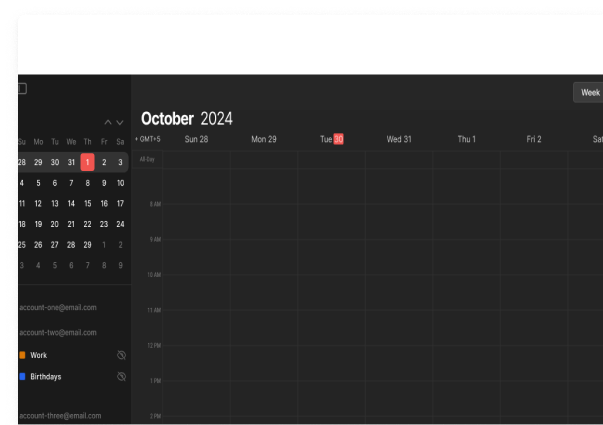 Week
October 2024
Su Mo Tu We Th Fr Sa
28 29 30 31 1 2 3
4 5 6 7 8 9 10
11 12 13 14 15 16 17
18 19 20 21 22 23 24
25 26 27 28 29 1 2
3 4 5 6 7 8 9
account-one@email.com
account-two@email.com
Work
Birthdays
account-three@email.com
+ GMT+5 Sun 28 Mon 29 Tue 30 Wed 31 Thu 1 Fri 2 Sat
All-Day
8 AM
9 AM
10 AM
11 AM
12 PM
1 PM
2 PM